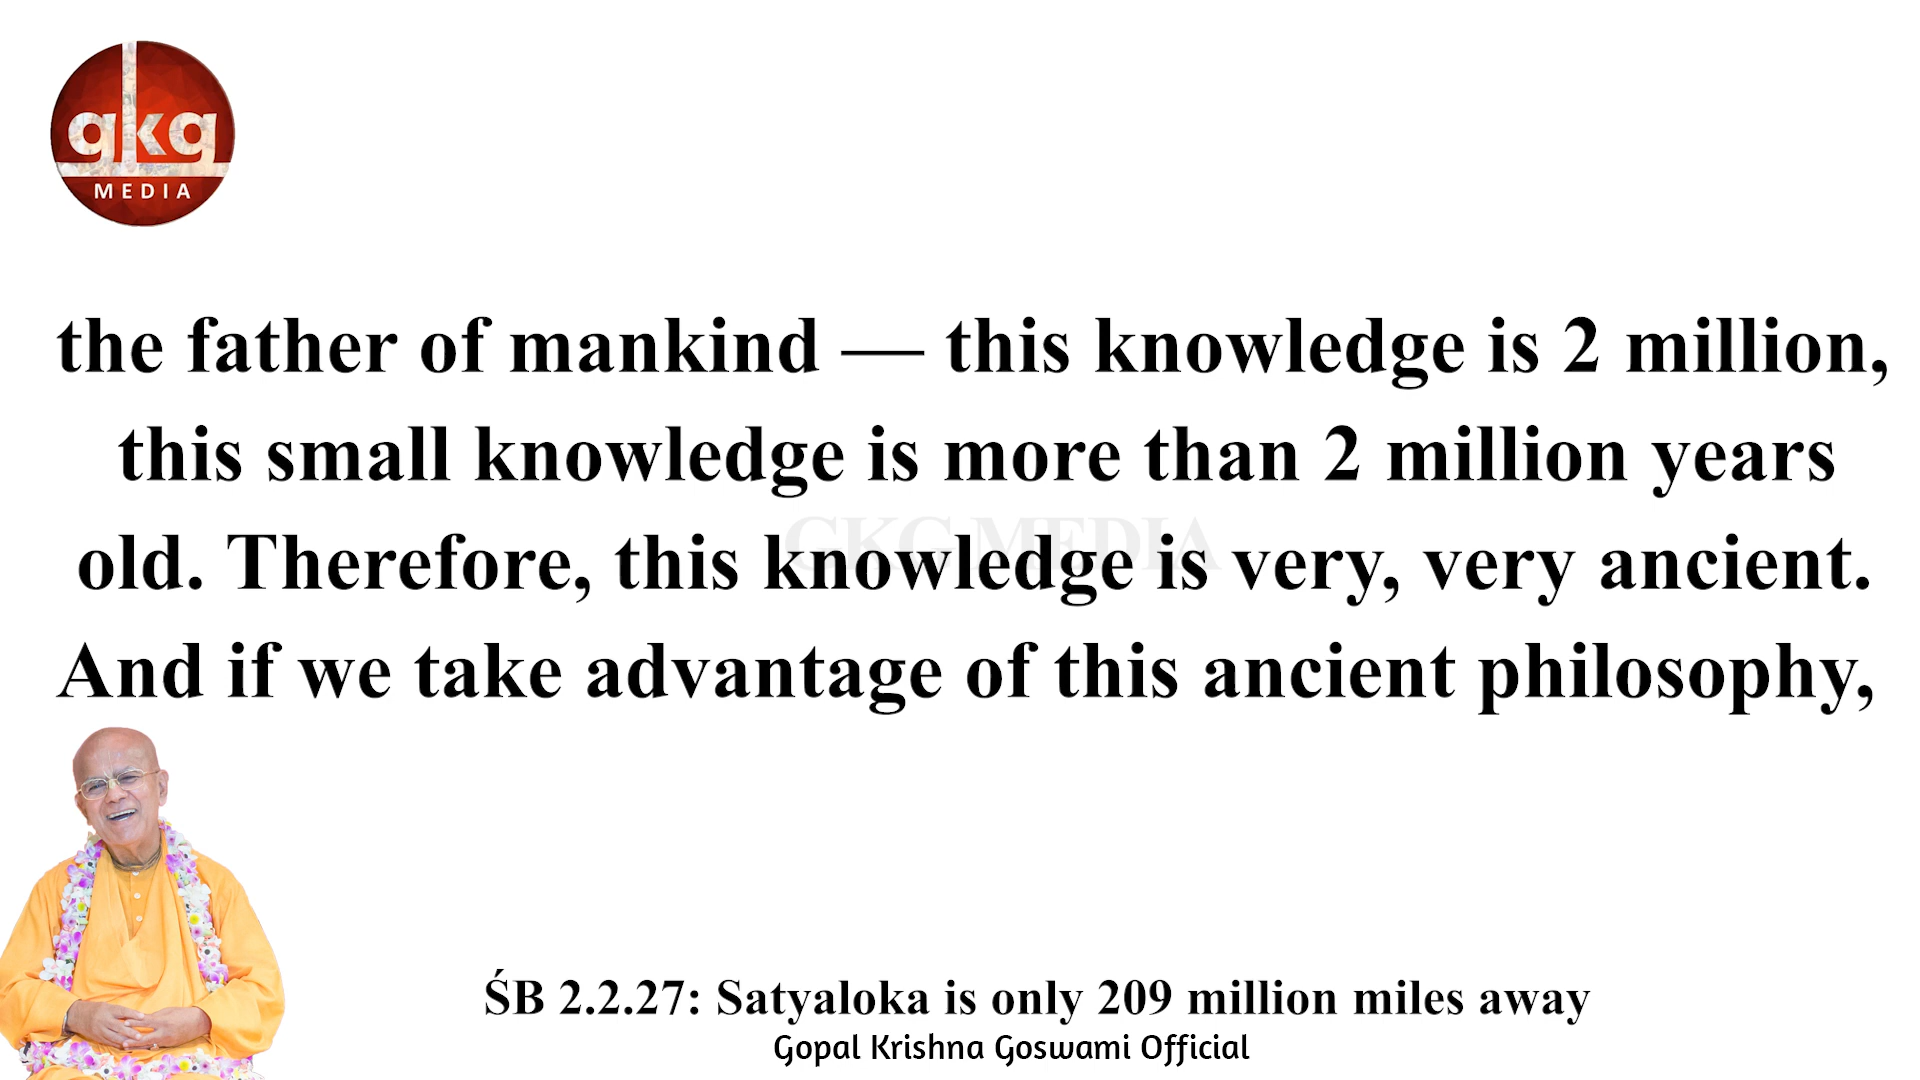 gkg
MEDIA
the father of mankind — this knowledge is 2 million,
this small knowledge is more than 2 million years
GKG MEDIA
old. Therefore, this knowledge is very, very ancient.
And if we take advantage of this ancient philosophy,
ŚB 2.2.27: Satyaloka is only 209 million miles away
Gopal Krishna Goswami Official